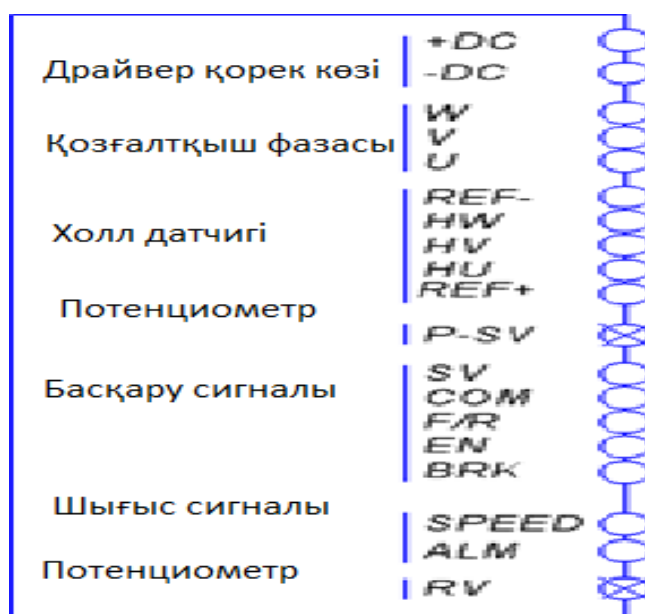 +DC
Драйвер қорек көзі -DC
W
Қозғалтқыш фазасы V
U
REF-
HW
Холл датчигі HV
HU
REF+
Потенциометр
P-SV
SV
Басқару сигналы COM
F/R
EN
BRK
Шығыс сигналы
SPEED
ALM
Потенциометр
RV